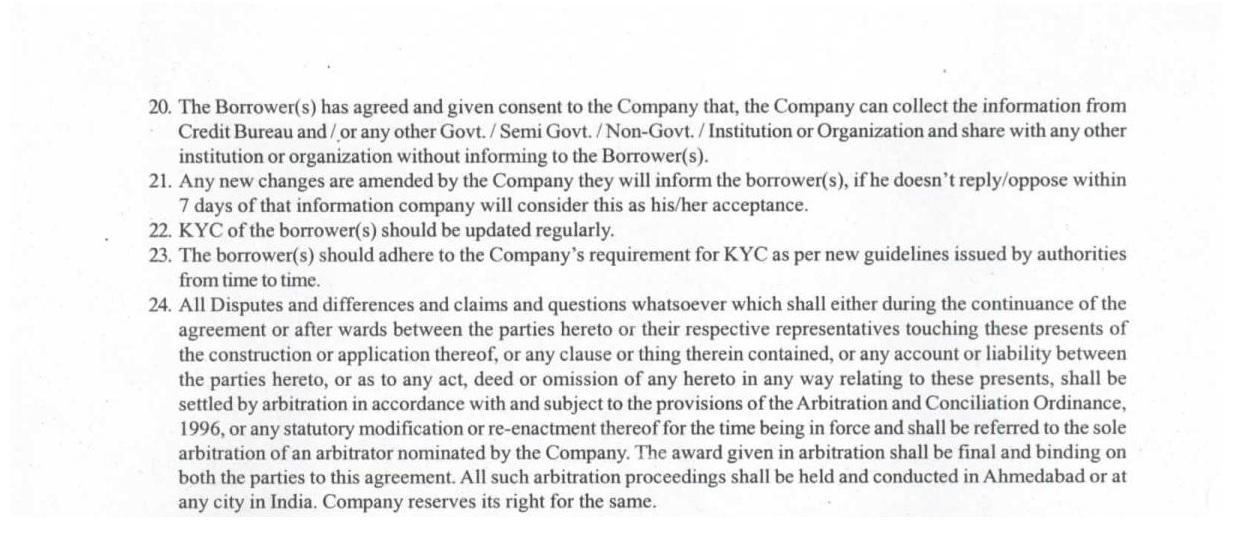 20. The Borrower(s) has agreed and given consent to the Company that, the Company can collect the information from
Credit Bureau and / or any other Govt. / Semi Govt. / Non-Govt. / Institution or Organization and share with any other
institution or organization without informing to the Borrower(s).
21. Any new changes are amended by the Company they will inform the borrower(s), if he doesn't reply/oppose within
7 days of that information company will consider this as his/her acceptance.
22. KYC of the borrower(s) should be updated regularly.
23. The borrower(s) should adhere to the Company's requirement for KYC as per new guidelines issued by authorities
from time to time.
24. All Disputes and differences and claims and questions whatsoever which shall either during the continuance of the
agreement or after wards between the parties hereto or their respective representatives touching these presents of
the construction or application thereof, or any clause or thing therein contained, or any account or liability between
the parties hereto, or as to any act, deed or omission of any hereto in any way relating to these presents, shall be
settled by arbitration in accordance with and subject to the provisions of the Arbitration and Conciliation Ordinance,
1996, or any statutory modification or re-enactment thereof for the time being in force and shall be referred to the sole
arbitration of an arbitrator nominated by the Company. The award given in arbitration shall be final and binding on
both the parties to this agreement. All such arbitration proceedings shall be held and conducted in Ahmedabad or at
any city in India. Company reserves its right for the same.